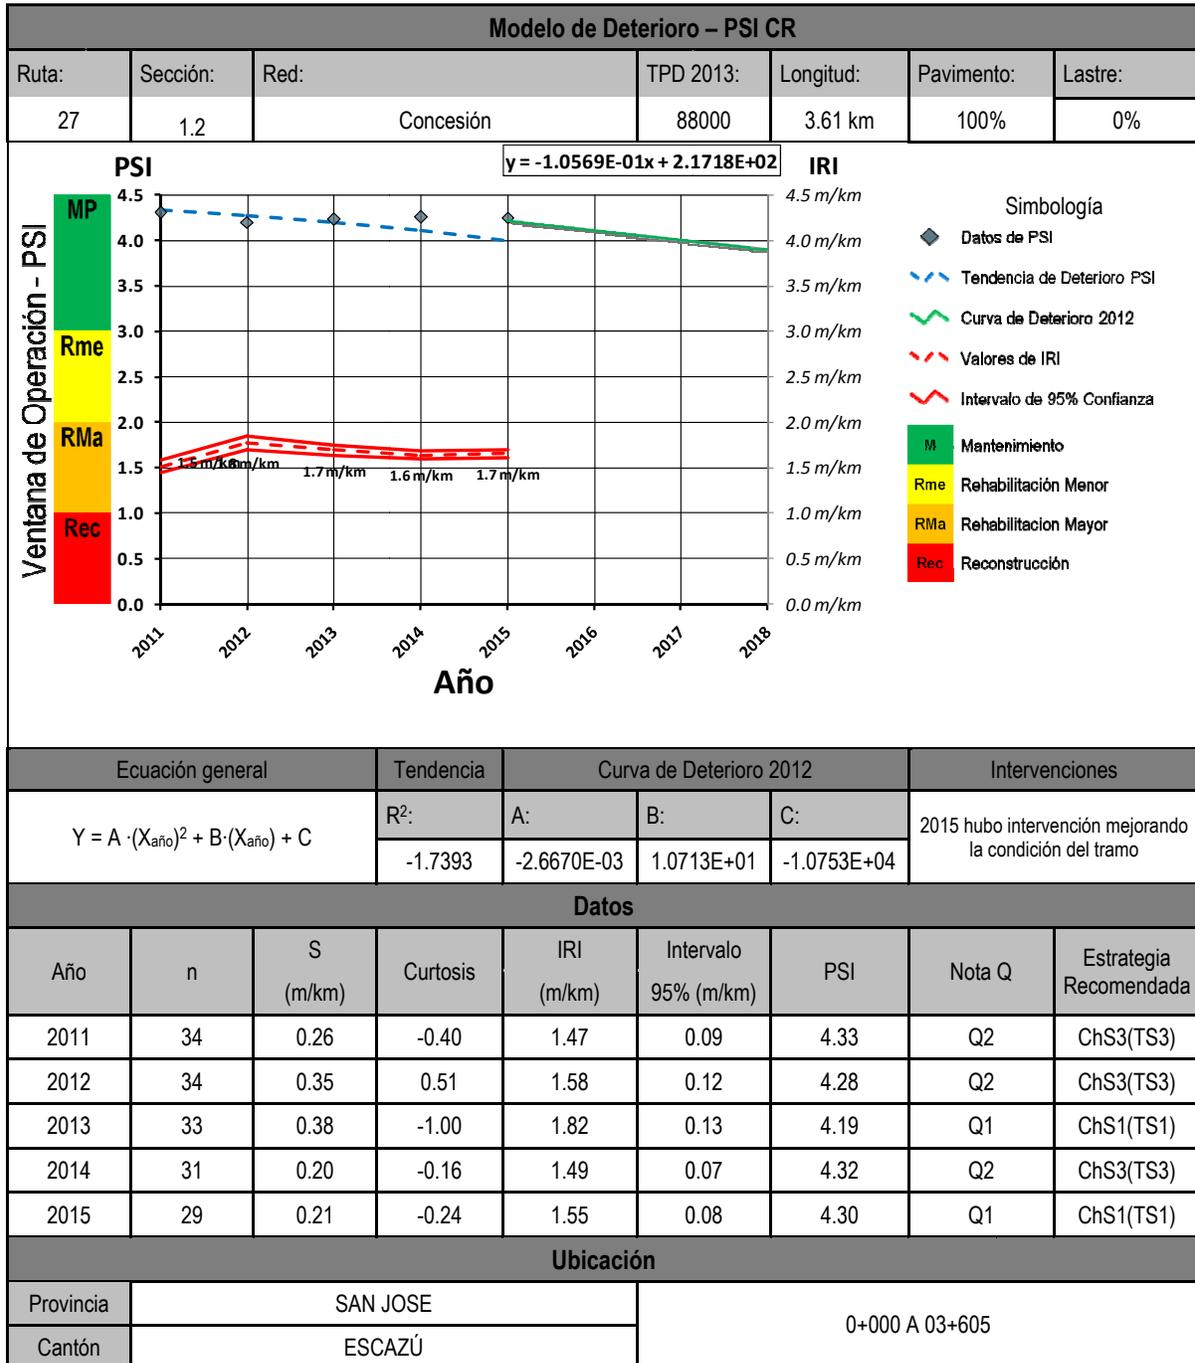 Modelo de Deterioro – PSI CR
Ruta: Sección: Red: TPD 2013: Longitud: Pavimento: Lastre:
27 1.2 Concesión 88000 3.61 km 100% 0%
PSI
y = -1.0569E-01x + 2.1718E+02
IRI
Ventana de Operación - PSI
MP
Rme
RMa
Rec
4.5
4.0
3.5
3.0
2.5
2.0
1.5
1.0
0.5
0.0
1.5 m/km
1.8 m/km
1.7 m/km
1.6 m/km
1.7 m/km
4.5 m/km
4.0 m/km
3.5 m/km
3.0 m/km
2.5 m/km
2.0 m/km
1.5 m/km
1.0 m/km
0.5 m/km
0.0 m/km
2011 2012 2013 2014 2015 2016 2017 2018
Año
Simbología
Datos de PSI
Tendencia de Deterioro PSI
Curva de Deterioro 2012
Valores de IRI
Intervalo de 95% Confianza
M Mantenimiento
Rme Rehabilitación Menor
RMa Rehabilitacion Mayor
Rec Reconstrucción
Ecuación general Tendencia Curva de Deterioro 2012 Intervenciones
Y = A ·(Xaño)² + B·(Xaño) + C
R²: A: B: C:
-1.7393 -2.6670E-03 1.0713E+01 -1.0753E+04
2015 hubo intervención mejorando
la condición del tramo
Datos
Año n S (m/km) Curtosis IRI (m/km) Intervalo 95% (m/km) PSI Nota Q Estrategia Recomendada
2011 34 0.26 -0.40 1.47 0.09 4.33 Q2 ChS3(TS3)
2012 34 0.35 0.51 1.58 0.12 4.28 Q2 ChS3(TS3)
2013 33 0.38 -1.00 1.82 0.13 4.19 Q1 ChS1(TS1)
2014 31 0.20 -0.16 1.49 0.07 4.32 Q2 ChS3(TS3)
2015 29 0.21 -0.24 1.55 0.08 4.30 Q1 ChS1(TS1)
Ubicación
Provincia SAN JOSE
0+000 A 03+605
Cantón ESCAZÚ